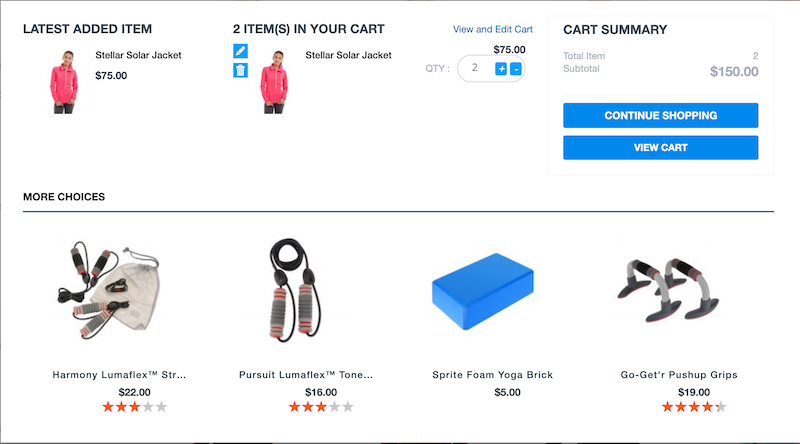 LATEST ADDED ITEM
Stellar Solar Jacket
$75.00
2 ITEM(S) IN YOUR CART
View and Edit Cart
Stellar Solar Jacket
$75.00
QTY : 2 + -
CART SUMMARY
Total Item 2
Subtotal $150.00
CONTINUE SHOPPING
VIEW CART
MORE CHOICES
Harmony Lumaflex™ Str...
$22.00
Pursuit Lumaflex™ Tone...
$16.00
Sprite Foam Yoga Brick
$5.00
Go-Get'r Pushup Grips
$19.00